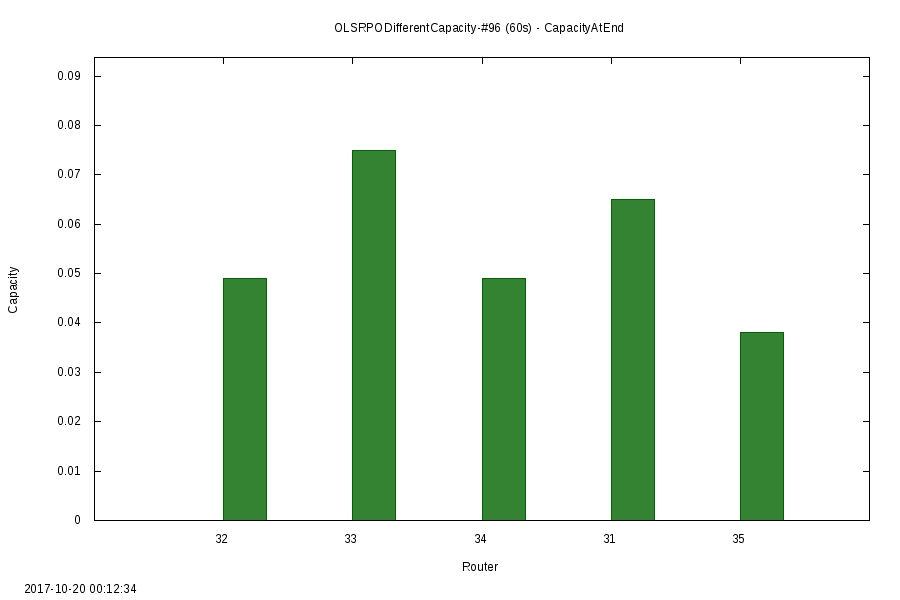 OLSRPODifferentCapacity-#96 (60s) - CapacityAtEnd
0.09
0.08
0.07
0.06
0.05
0.04
0.03
0.02
0.01
0
Capacity
32 33 34 31 35
Router
2017-10-20 00:12:34